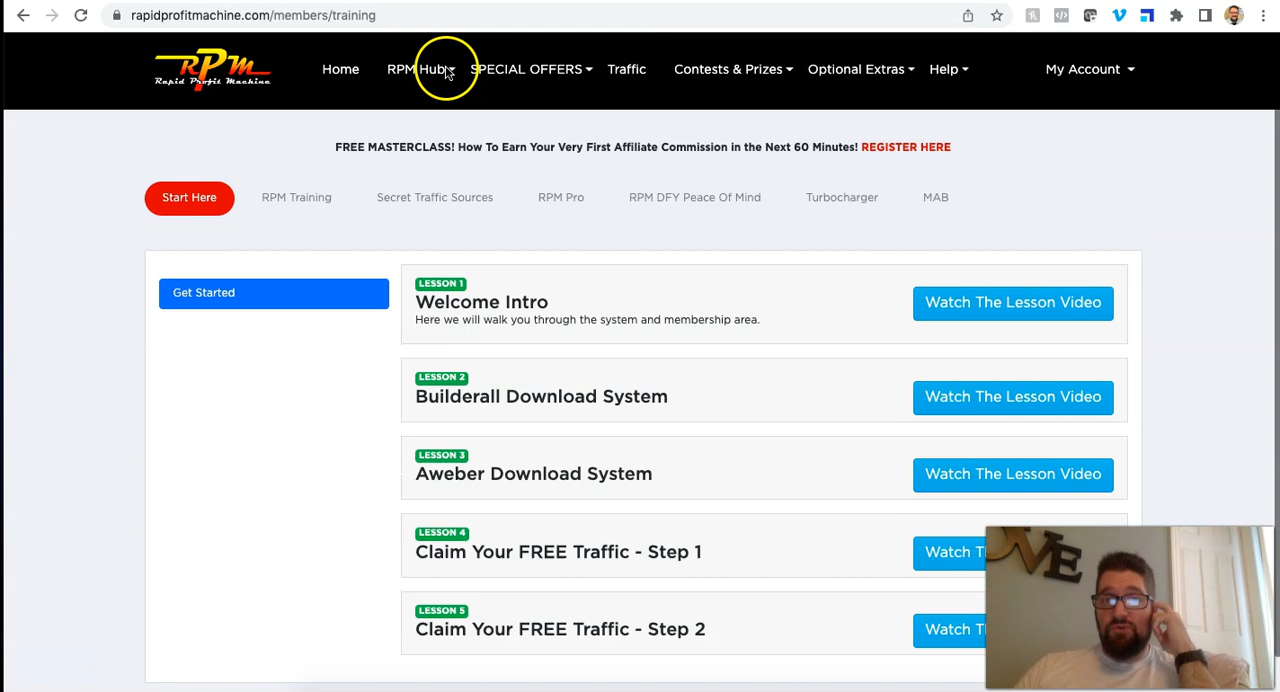 rapidprofitmachine.com/members/training
RPM
Rapid Profit Machine
Home
RPM Hub
SPECIAL OFFERS
Traffic
Contests & Prizes
Optional Extras
Help
My Account
FREE MASTERCLASS! How To Earn Your Very First Affiliate Commission in the Next 60 Minutes! REGISTER HERE
Start Here
RPM Training
Secret Traffic Sources
RPM Pro
RPM DFY Peace Of Mind
Turbocharger
MAB
Get Started
LESSON 1
Welcome Intro
Here we will walk you through the system and membership area.
Watch The Lesson Video
LESSON 2
Builderall Download System
Watch The Lesson Video
LESSON 3
Aweber Download System
Watch The Lesson Video
LESSON 4
Claim Your FREE Traffic - Step 1
Watch Th
LESSON 5
Claim Your FREE Traffic - Step 2
Watch Th
OVE